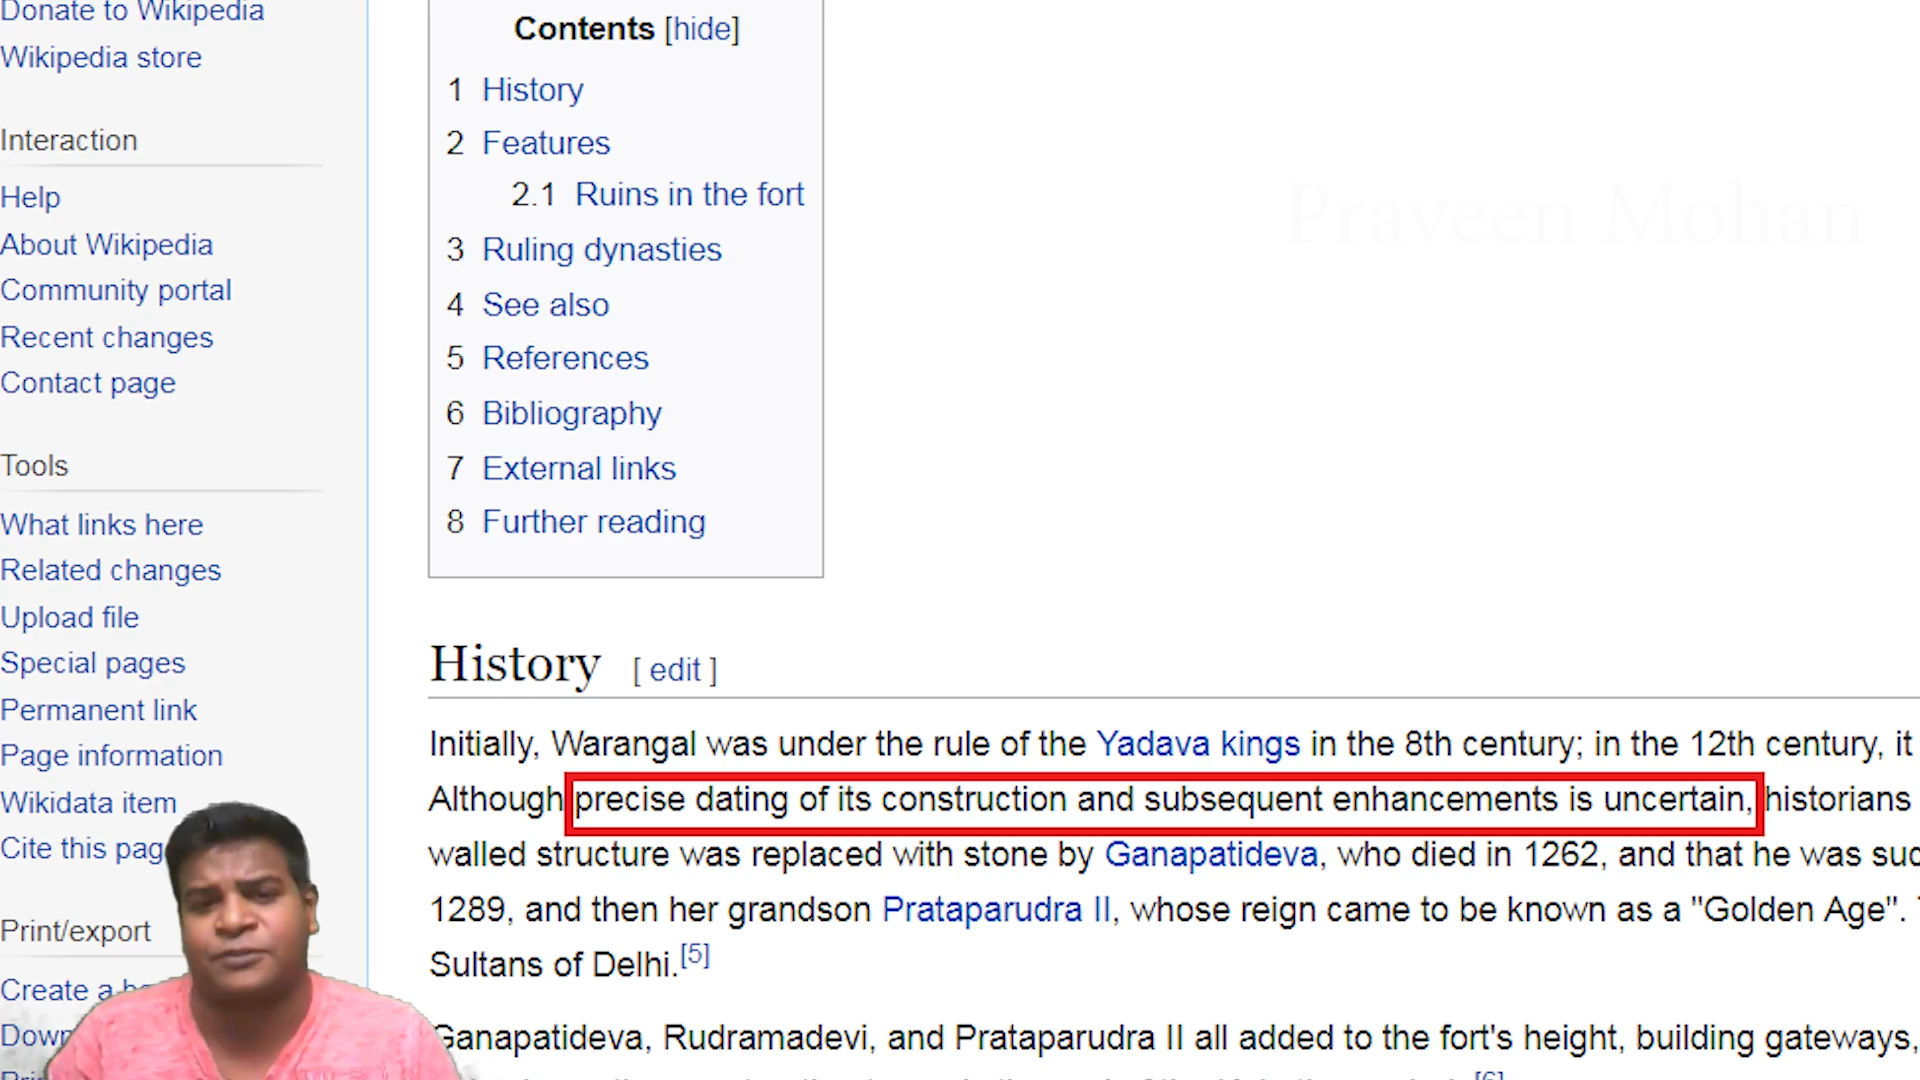 Donate to Wikipedia
Wikipedia store
Interaction
Help
About Wikipedia
Community portal
Recent changes
Contact page
Tools
What links here
Related changes
Upload file
Special pages
Permanent link
Page information
Wikidata item
Cite this pag
Print/export
Create a
Down
Contents [hide]
1 History
2 Features
2.1 Ruins in the fort
3 Ruling dynasties
4 See also
5 References
6 Bibliography
7 External links
8 Further reading
Praveen Mohan
History [ edit ]
Initially, Warangal was under the rule of the Yadava kings in the 8th century; in the 12th century, it
Although precise dating of its construction and subsequent enhancements is uncertain, historians
walled structure was replaced with stone by Ganapatideva, who died in 1262, and that he was suc
1289, and then her grandson Prataparudra II, whose reign came to be known as a "Golden Age".
Sultans of Delhi.[5]
Ganapatideva, Rudramadevi, and Prataparudra II all added to the fort's height, building gateways,